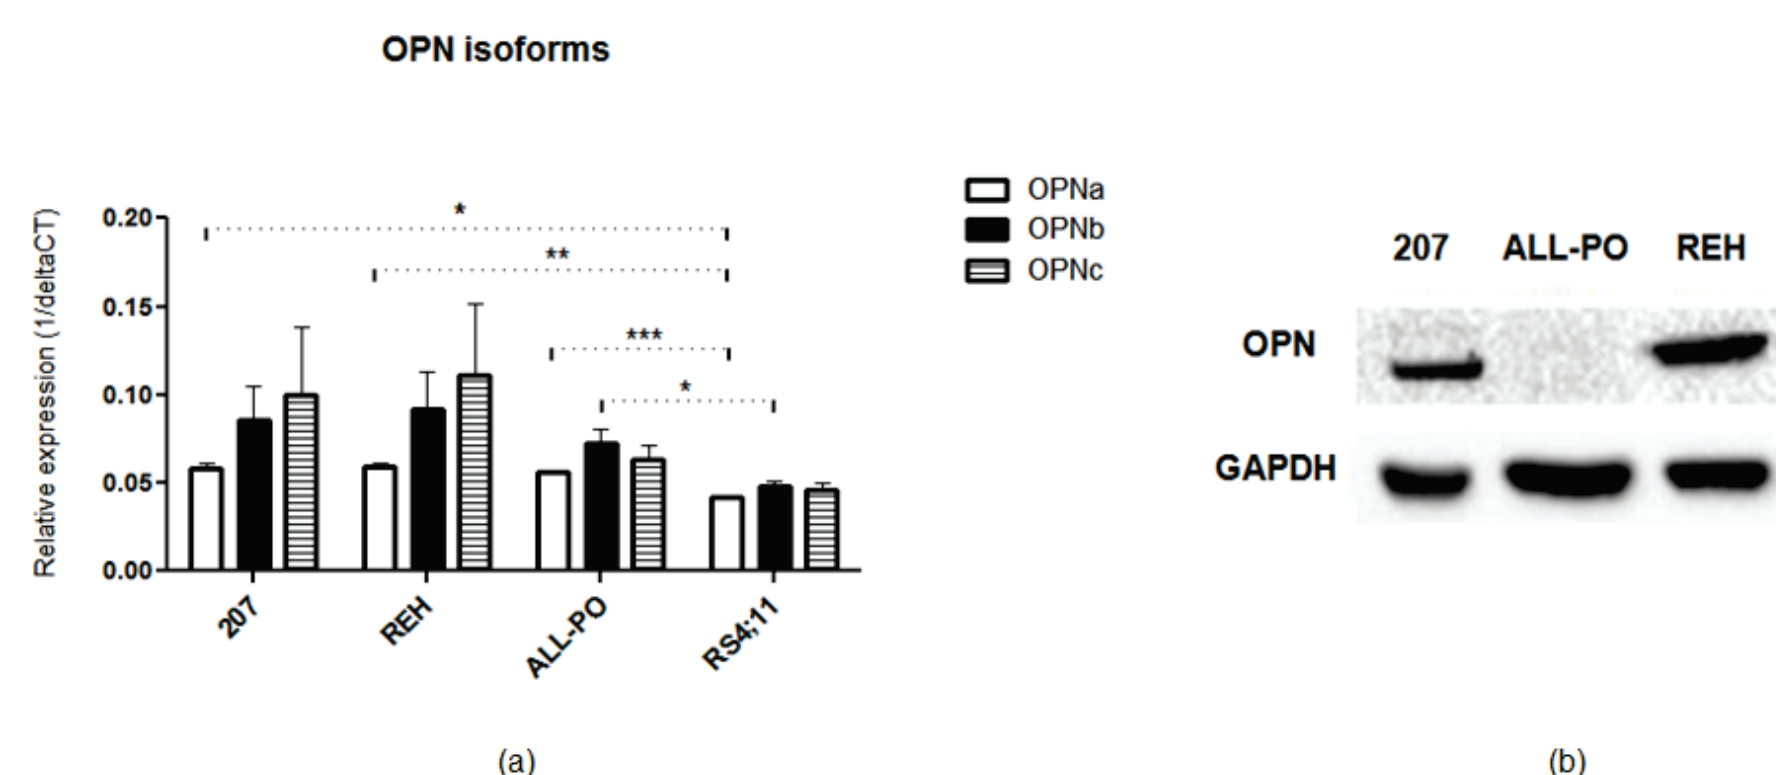 OPN isoforms
Relative expression (1/deltaCT)
0.20
0.15
0.10
0.05
0.00
*
**
***
*
207
REH
ALL-PO
RS4;11
OPNa
OPNb
OPNc
(a)
207 ALL-PO REH
OPN
GAPDH
(b)